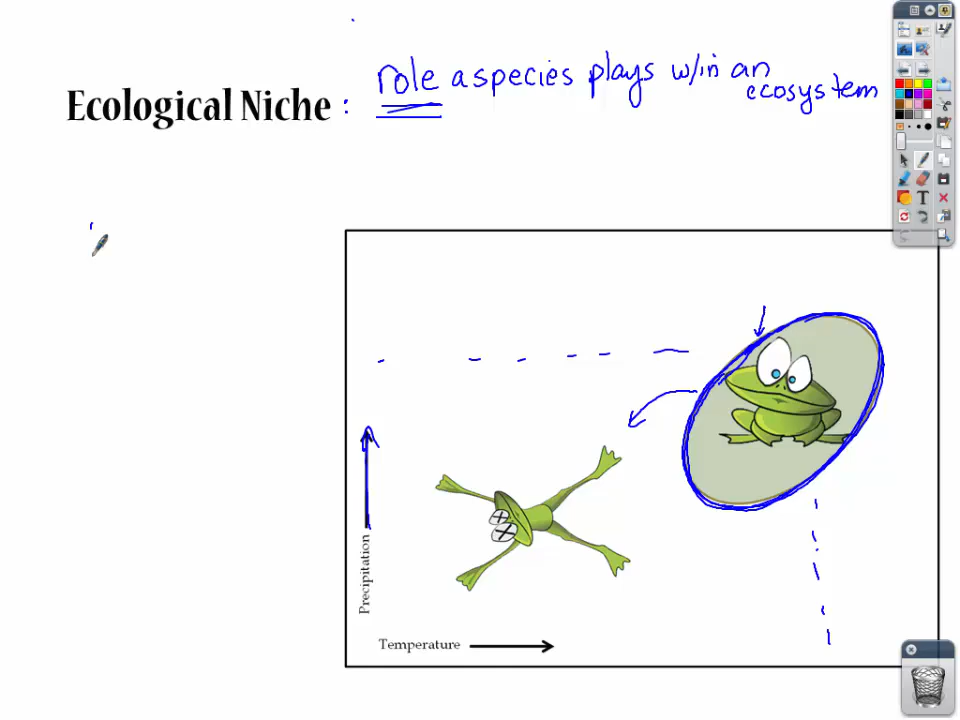 Ecological Niche : role a species plays w/in an
ecosystem
Precipitation
Temperature